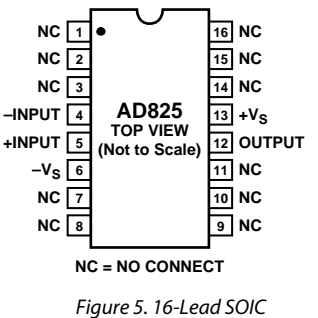 NC 1 16 NC
NC 2 15 NC
NC 3 AD825 14 NC
–INPUT 4 TOP VIEW 13 +VS
+INPUT 5 (Not to Scale) 12 OUTPUT
–VS 6 11 NC
NC 7 10 NC
NC 8 9 NC
NC = NO CONNECT
Figure 5. 16-Lead SOIC